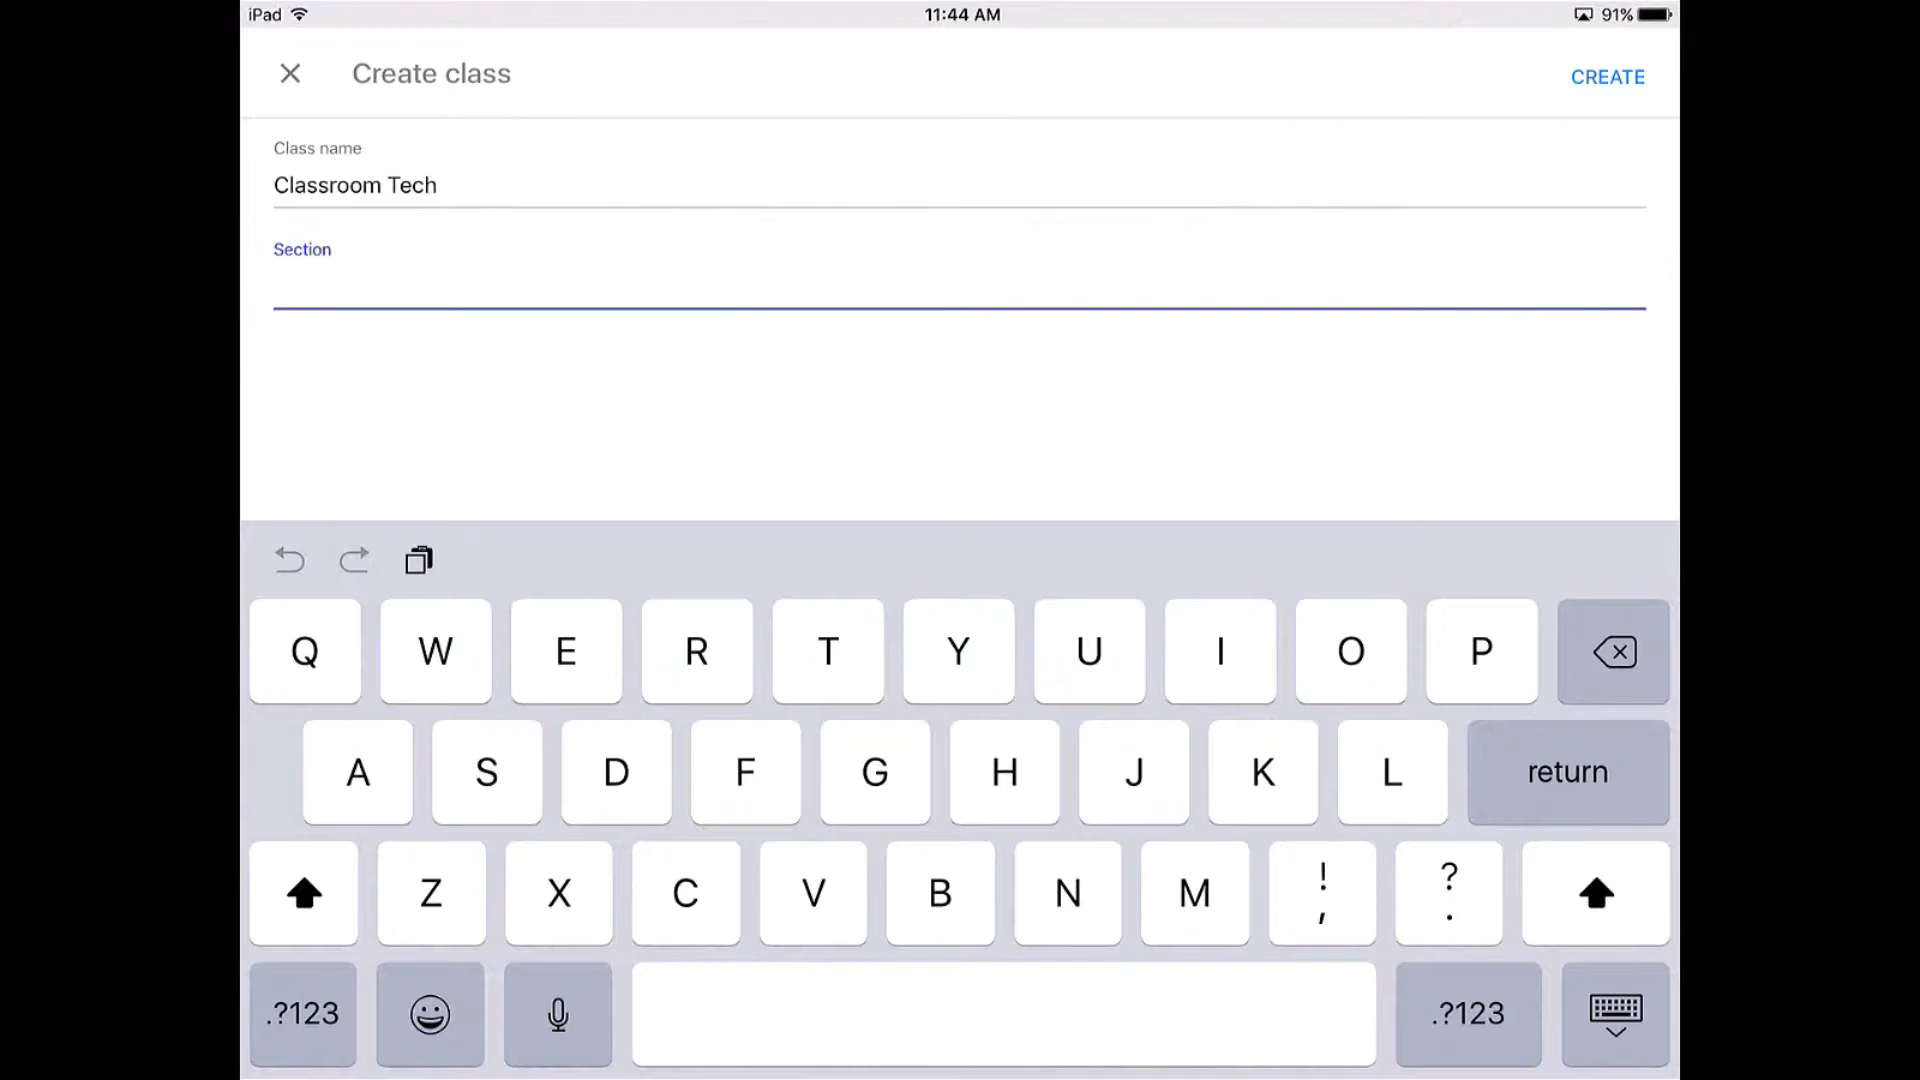 iPad 11:44 AM 91%
Create class CREATE
Class name
Classroom Tech
Section
Q W E R T Y U I O P
A S D F G H J K L return
Z X C V B N M ! , ? .
.?123 .?123